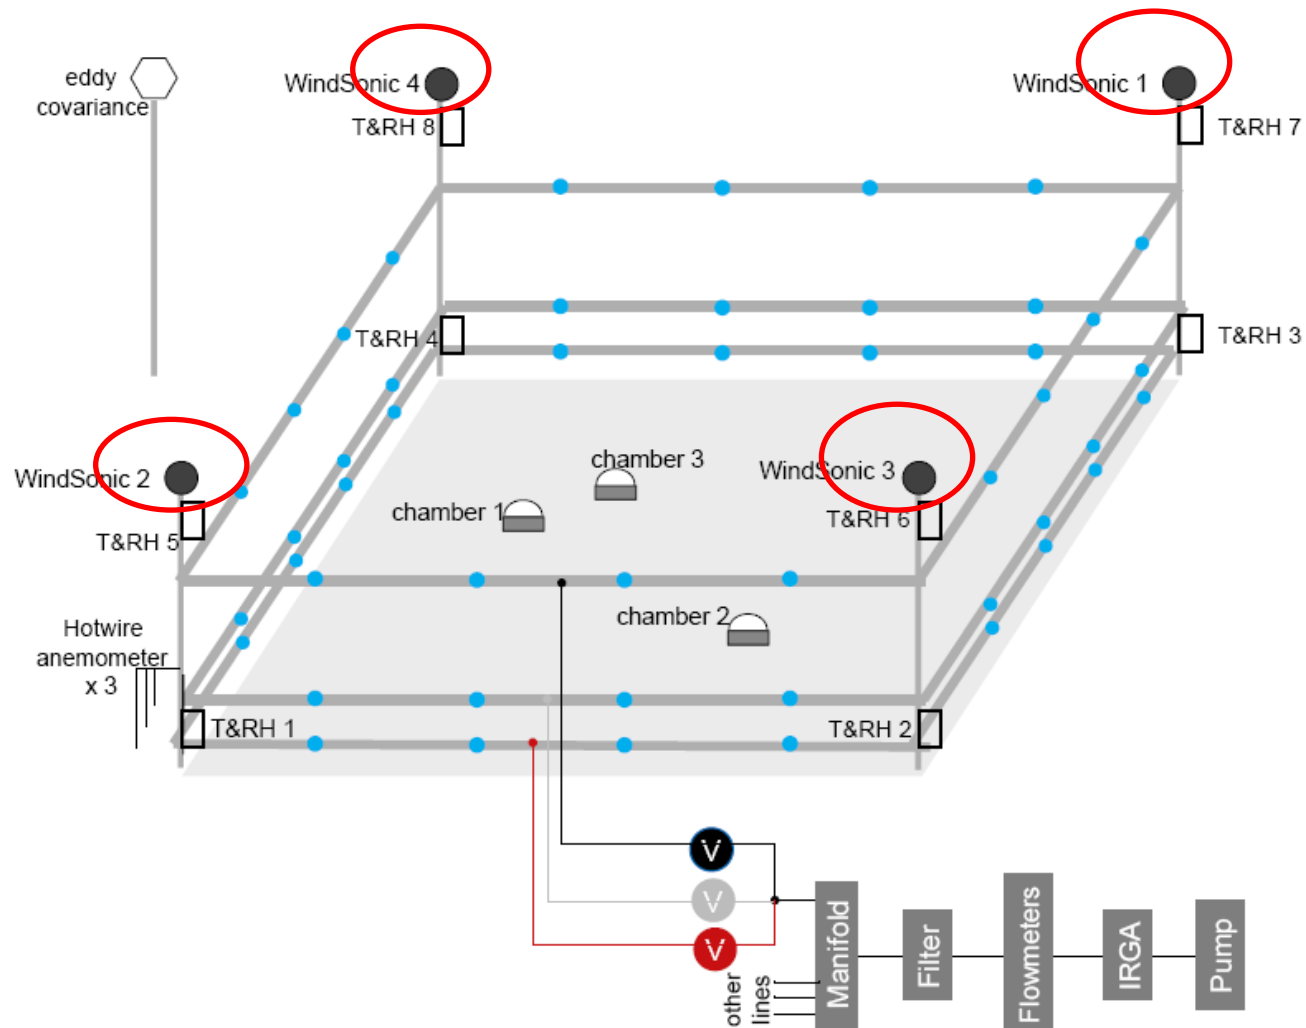 eddy
covariance
WindSonic 4
WindSonic 1
T&RH 8
T&RH 7
T&RH 4
T&RH 3
WindSonic 2
chamber 3
WindSonic 3
chamber 1
T&RH 5
T&RH 6
chamber 2
Hotwire
anemometer
x 3
T&RH 1
T&RH 2
V
V
V
other
lines
Manifold
Filter
Flowmeters
IRGA
Pump